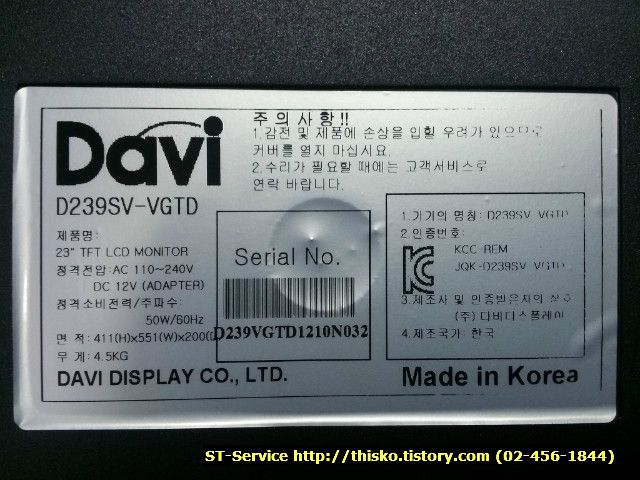 Davi
D239SV-VGTD
주 의 사 항 !!
1.감전 및 제품에 손상을 입힐 우려가 있으므로
커버를 열지 마십시요.
2.수리가 필요할 때에는 고객서비스로
연락 바랍니다.
제품명:
23" TFT LCD MONITOR
정격전압: AC 110~240V
DC 12V (ADAPTER)
정격소비전력/주파수:
50W/60Hz
면 적: 411(H)x551(W)x200(
무 게: 4.5KG
Serial No.
D239VGTD1210N032
1.기기의 명칭: D239SV-VGTD
2.인증번호:
KCC-REM
JQK-D239SV-VGTD
3.제조사 및 인증받은자의 상호
(주) 다비디스플레이
4.제조국가: 한국
DAVI DISPLAY CO., LTD.
Made in Korea
ST-Service http://thisko.tistory.com (02-456-1844)